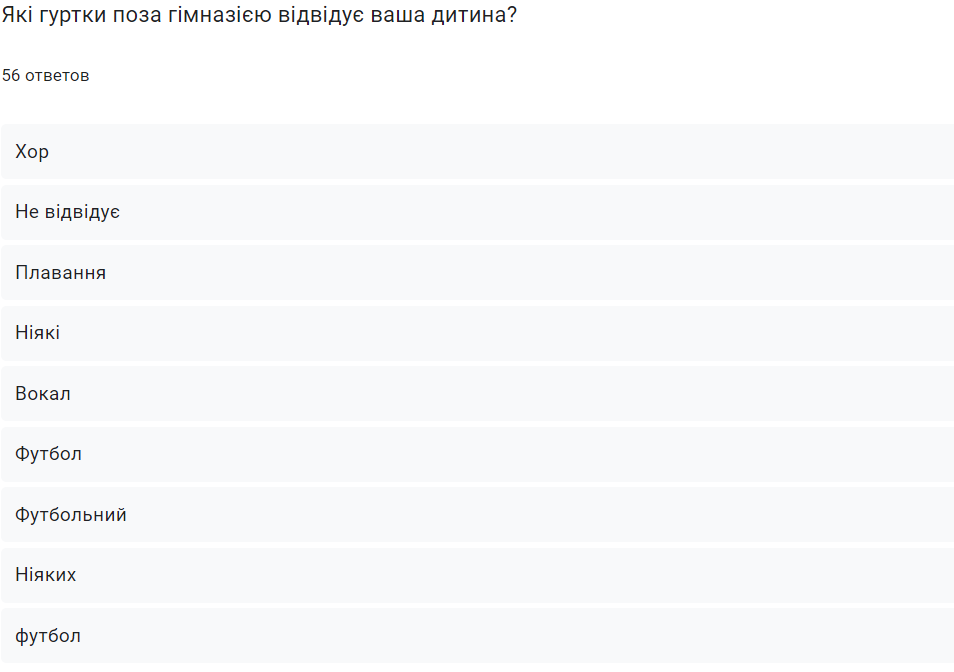 Які гуртки поза гімназією відвідує ваша дитина?
56 ответов
Хор
Не відвідує
Плавання
Ніякі
Вокал
Футбол
Футбольний
Ніяких
футбол